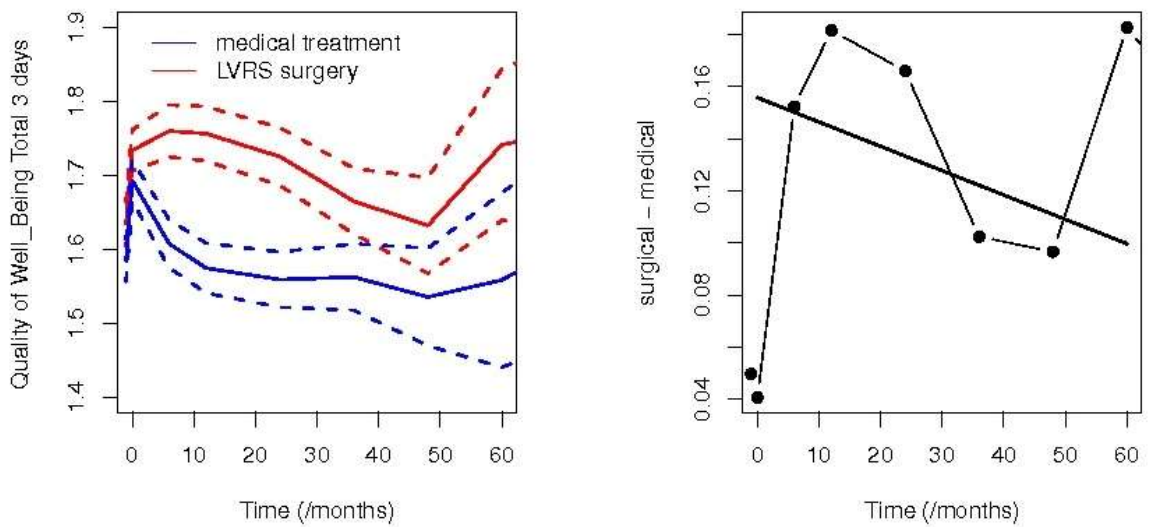 medical treatment
LVRS surgery
Quality of Well_Being Total 3 days
1.9
1.8
1.7
1.6
1.5
1.4
0 10 20 30 40 50 60
Time (/months)
surgical – medical
0.16
0.12
0.08
0.04
0 10 20 30 40 50 60
Time (/months)